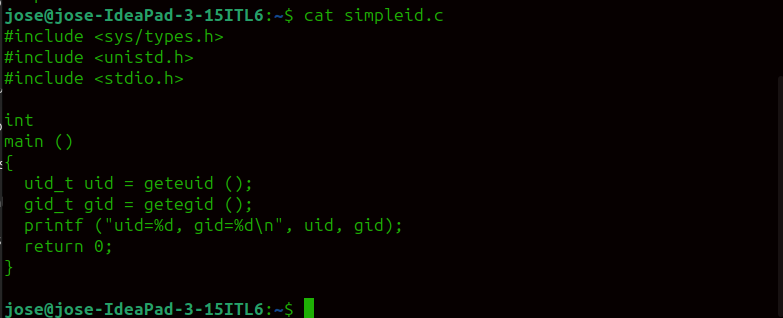 jose@jose-IdeaPad-3-15ITL6:~$ cat simpleid.c
#include <sys/types.h>
#include <unistd.h>
#include <stdio.h>

int
main ()
{
  uid_t uid = geteuid ();
  gid_t gid = getegid ();
  printf ("uid=%d, gid=%d\n", uid, gid);
  return 0;
}

jose@jose-IdeaPad-3-15ITL6:~$